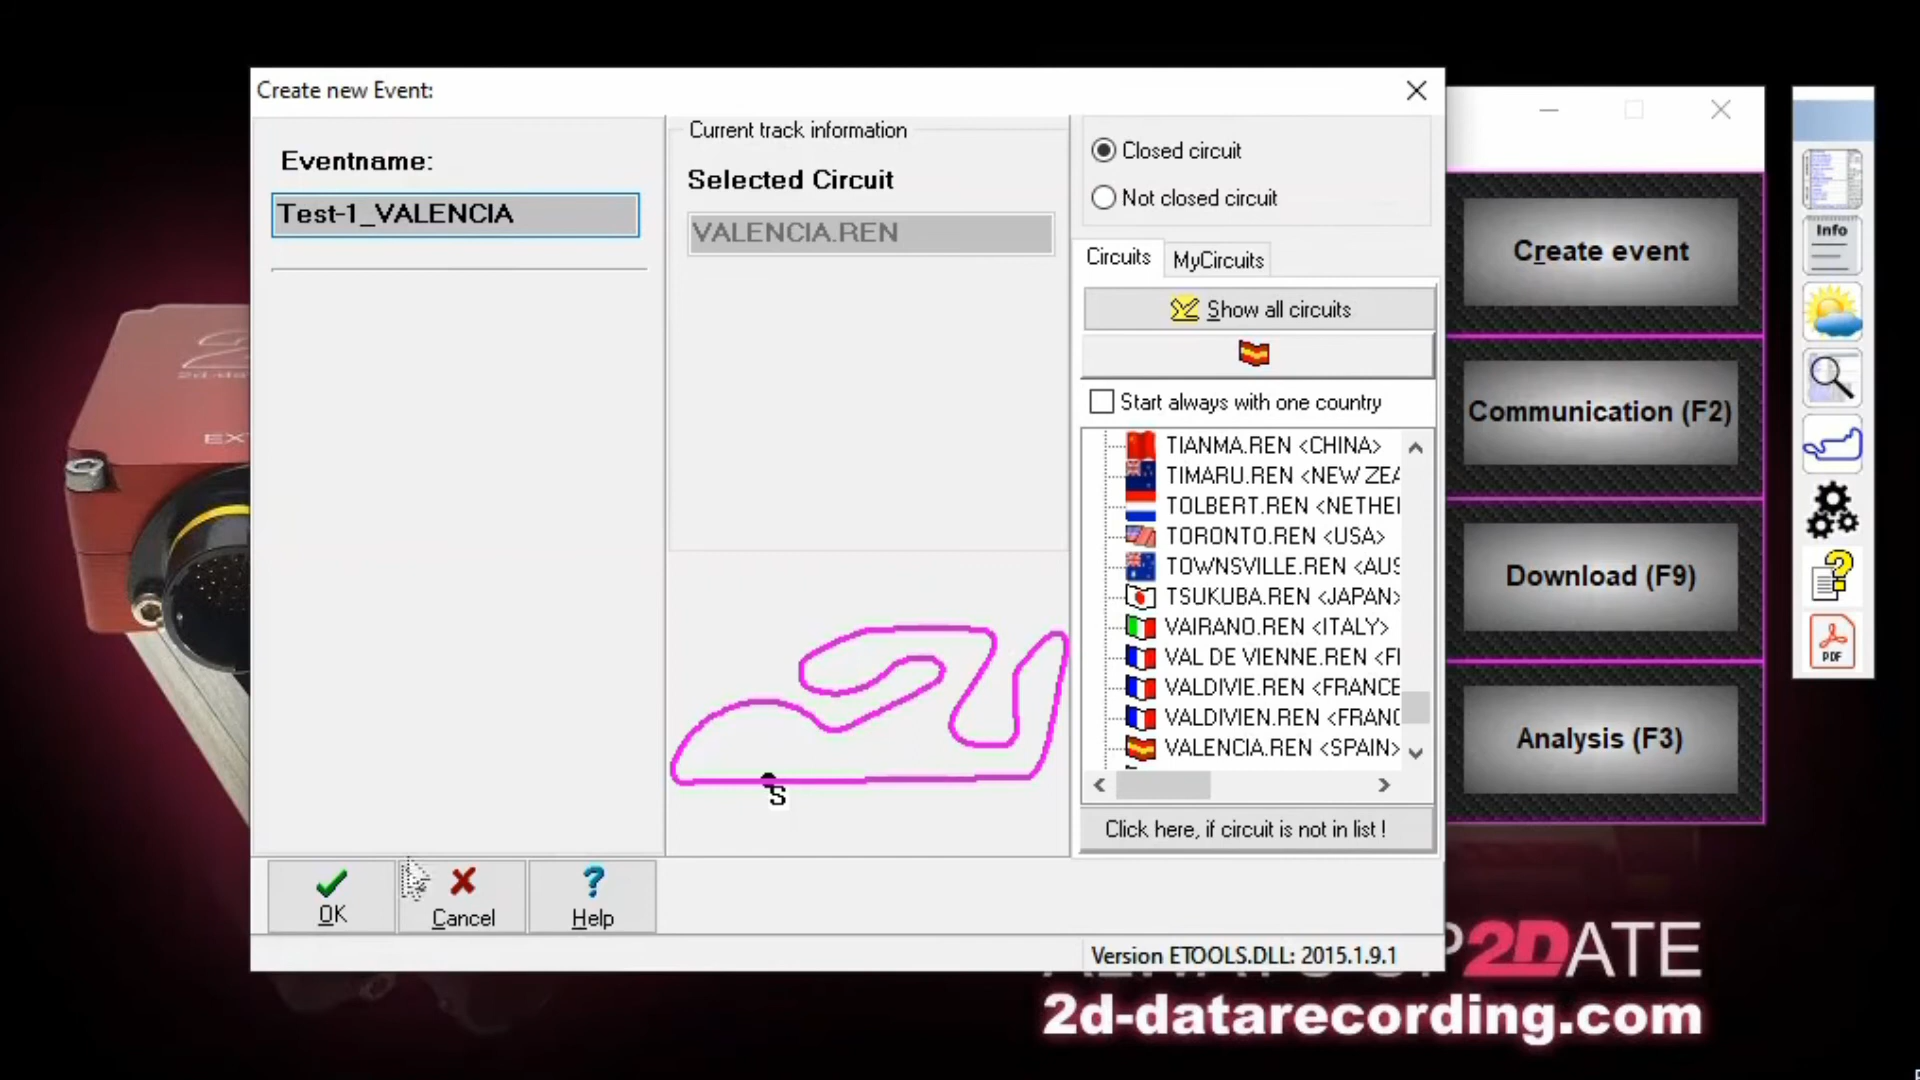 Create new Event:
Eventname:
Test-1_VALENCIA
Current track information
Selected Circuit
VALENCIA.REN
S
Closed circuit
Not closed circuit
Circuits
MyCircuits
Show all circuits
Start always with one country
TIANMA.REN <CHINA>
TIMARU.REN <NEW ZEA
TOLBERT.REN <NETHE
TORONTO.REN <USA>
TOWNSVILLE.REN <AUS
TSUKUBA.REN <JAPAN>
VAIRANO.REN <ITALY>
VAL DE VIENNE.REN <F
VALDIVIE.REN <FRANCE
VALDIVIEN.REN <FRANC
VALENCIA.REN <SPAIN>
Click here, if circuit is not in list !
OK
Cancel
Help
Version ETOOLS.DLL: 2015.1.9.1
Create event
Communication (F2)
Download (F9)
Analysis (F3)
Info
PDF
EX
2DATE
2d-datarecording.com